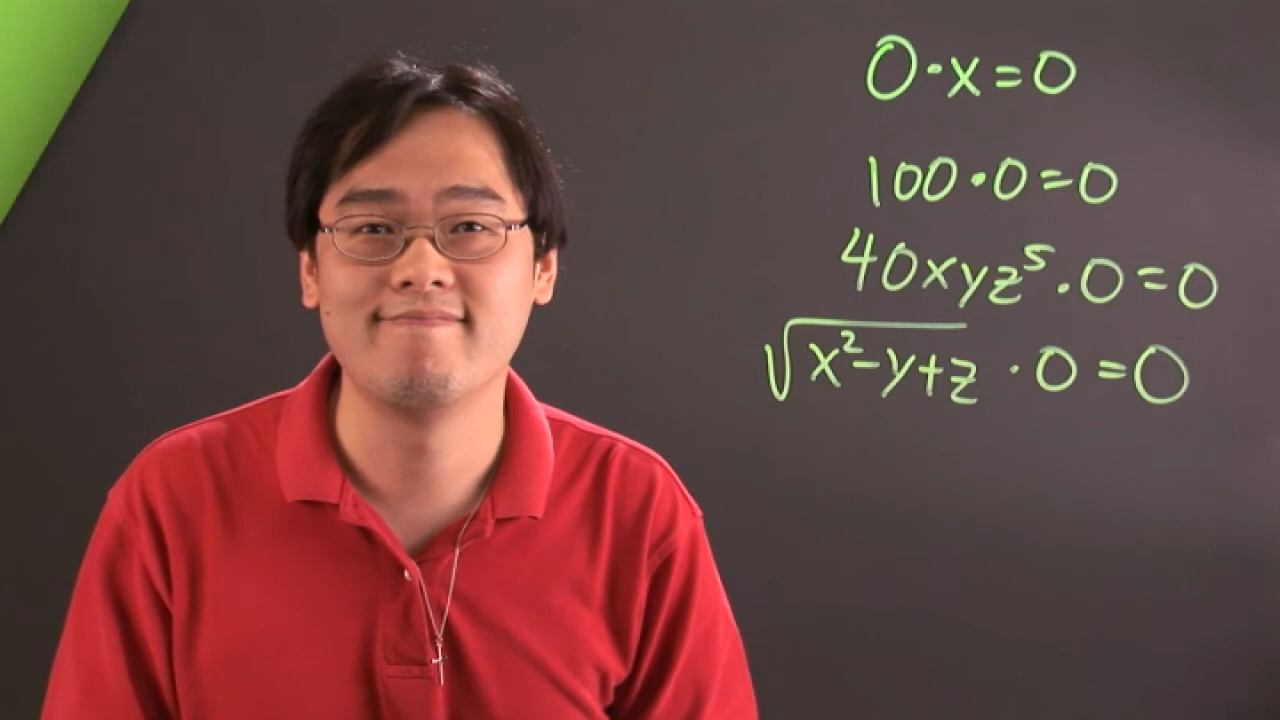 0·x=0
100·0=0
40xyz⁵·0=0
√(x²-y+z) · 0 = 0